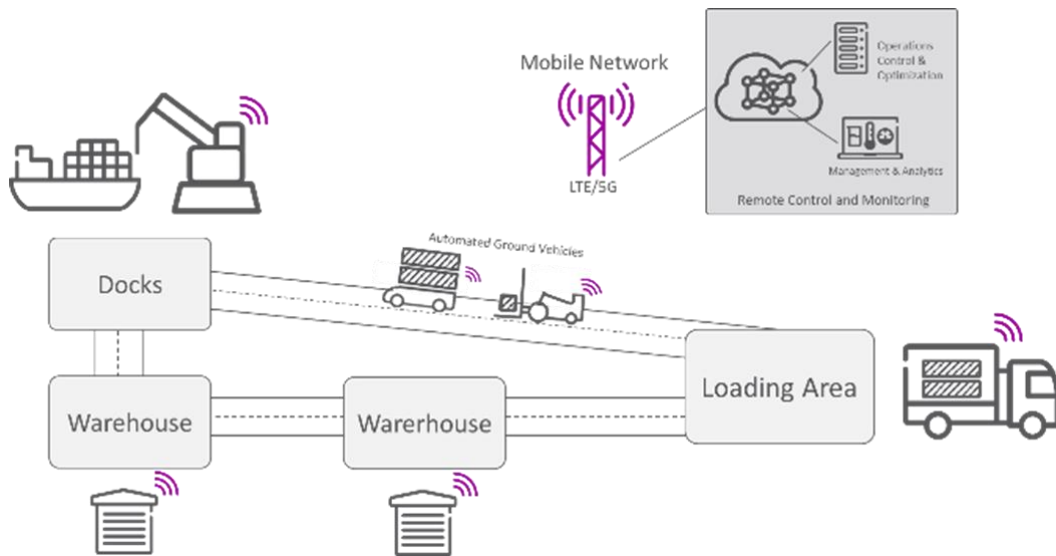 Mobile Network
LTE/5G
Operations
Control &
Optimization
Management & Analytics
Remote Control and Monitoring
Automated Ground Vehicles
Docks
Loading Area
Warehouse
Warerhouse